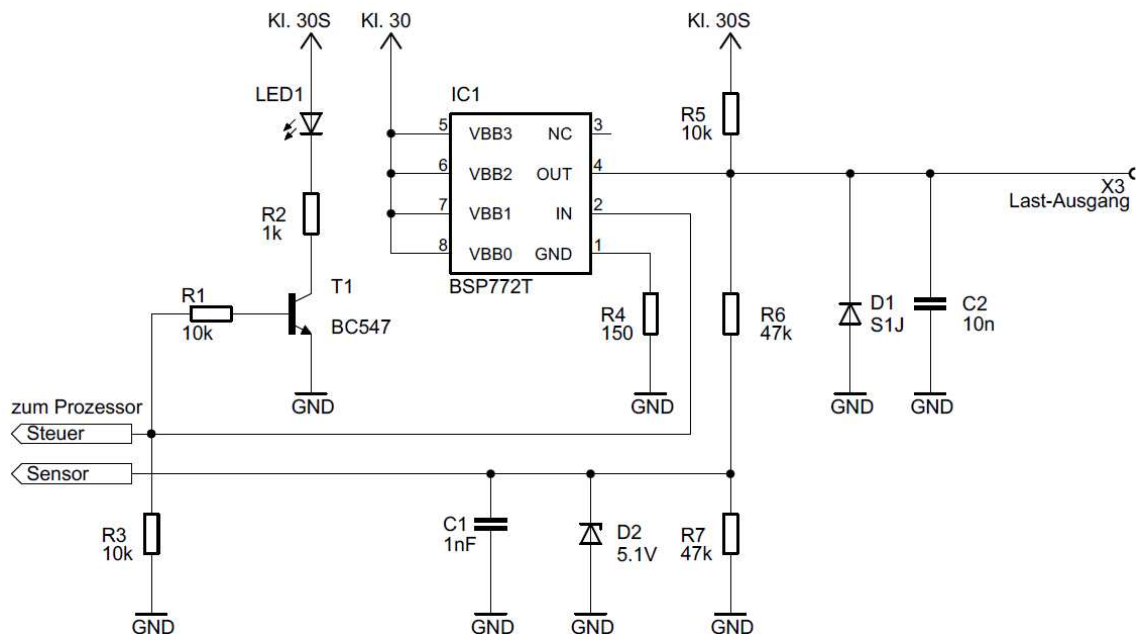 Kl. 30S
Kl. 30
Kl. 30S
LED1
IC1
R5
10k
5
VBB3
NC
3
6
VBB2
OUT
4
7
VBB1
IN
2
8
VBB0
GND
1
BSP772T
X3
Last-Ausgang
R2
1k
R1
10k
T1
BC547
R4
150
R6
47k
D1
S1J
C2
10n
GND
GND
GND
GND
zum Prozessor
Steuer
Sensor
R3
10k
C1
1nF
D2
5.1V
R7
47k
GND
GND
GND
GND